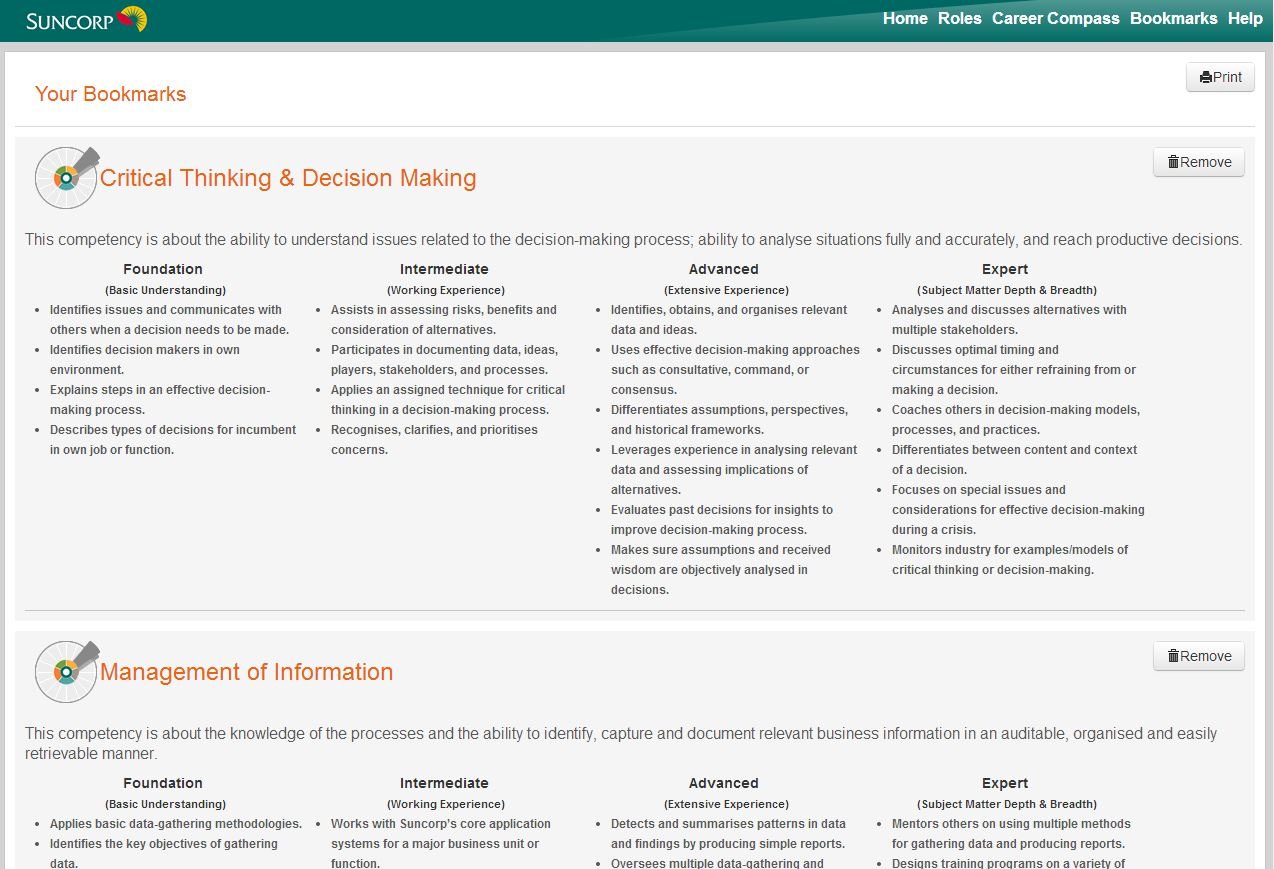 SUNCORP
Home Roles Career Compass Bookmarks Help
Print
Your Bookmarks
Remove
Critical Thinking & Decision Making
This competency is about the ability to understand issues related to the decision-making process; ability to analyse situations fully and accurately, and reach productive decisions.
Foundation
(Basic Understanding)
• Identifies issues and communicates with
others when a decision needs to be made.
• Identifies decision makers in own
environment.
• Explains steps in an effective decision-
making process.
• Describes types of decisions for incumbent
in own job or function.
Intermediate
(Working Experience)
• Assists in assessing risks, benefits and
consideration of alternatives.
• Participates in documenting data, ideas,
players, stakeholders, and processes.
• Applies an assigned technique for critical
thinking in a decision-making process.
• Recognises, clarifies, and prioritises
concerns.
Advanced
(Extensive Experience)
• Identifies, obtains, and organises relevant
data and ideas.
• Uses effective decision-making approaches
such as consultative, command, or
consensus.
• Differentiates assumptions, perspectives,
and historical frameworks.
• Leverages experience in analysing relevant
data and assessing implications of
alternatives.
• Evaluates past decisions for insights to
improve decision-making process.
• Makes sure assumptions and received
wisdom are objectively analysed in
decisions.
Expert
(Subject Matter Depth & Breadth)
• Analyses and discusses alternatives with
multiple stakeholders.
• Discusses optimal timing and
circumstances for either refraining from or
making a decision.
• Coaches others in decision-making models,
processes, and practices.
• Differentiates between content and context
of a decision.
• Focuses on special issues and
considerations for effective decision-making
during a crisis.
• Monitors industry for examples/models of
critical thinking or decision-making.
Remove
Management of Information
This competency is about the knowledge of the processes and the ability to identify, capture and document relevant business information in an auditable, organised and easily
retrievable manner.
Foundation
(Basic Understanding)
• Applies basic data-gathering methodologies.
• Identifies the key objectives of gathering
data.
Intermediate
(Working Experience)
• Works with Suncorp's core application
systems for a major business unit or
function.
Advanced
(Extensive Experience)
• Detects and summarises patterns in data
and findings by producing simple reports.
• Oversees multiple data-gathering and
Expert
(Subject Matter Depth & Breadth)
• Mentors others on using multiple methods
for gathering data and producing reports.
• Designs training programs on a variety of